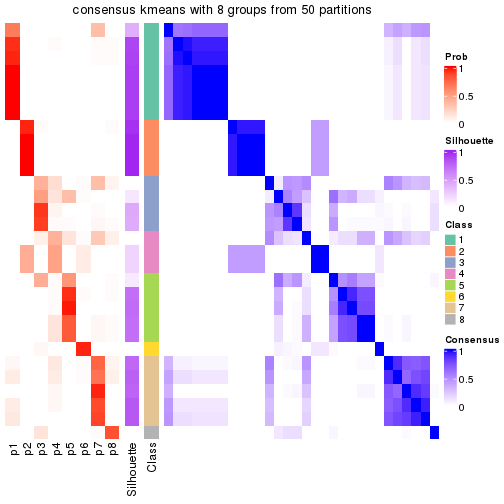 consensus kmeans with 8 groups from 50 partitions
Prob
1
0.5
0
Silhouette
1
0.5
0
Class
1
2
3
4
5
6
7
8
Consensus
1
0.5
0
p1
p2
p3
p4
p5
p6
p7
p8
Silhouette
Class